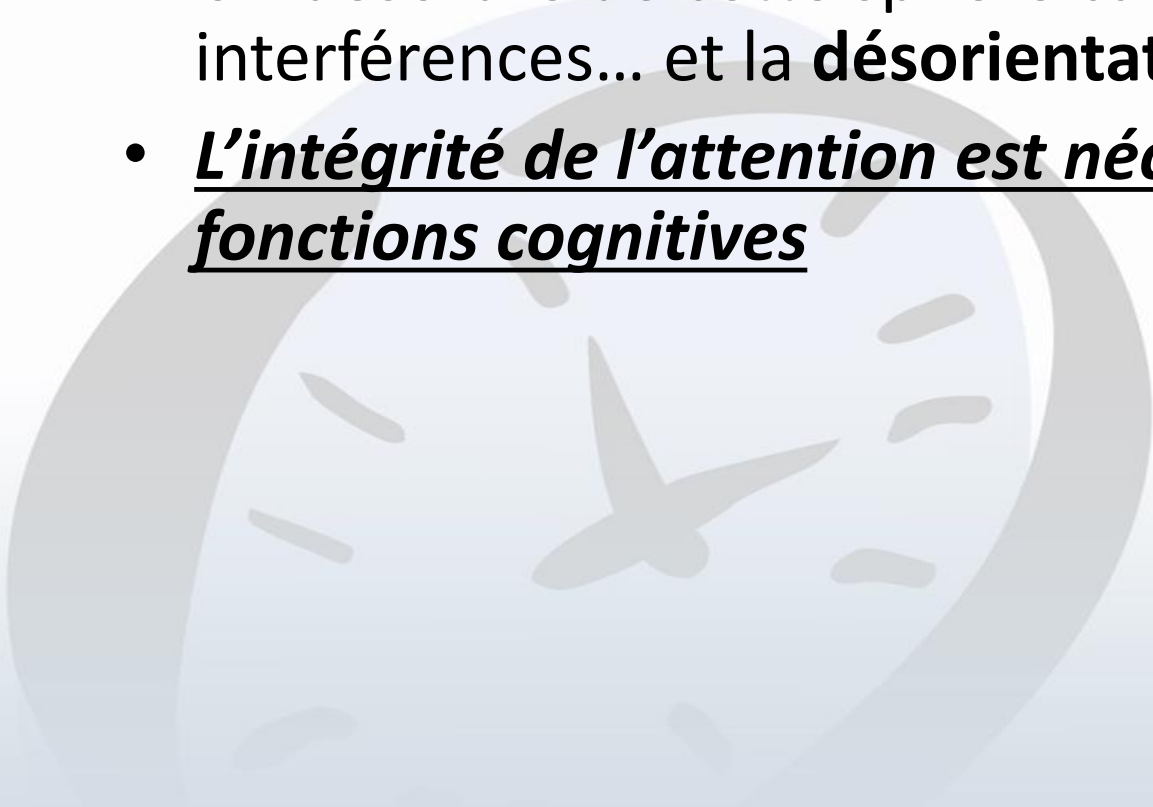 interférences… et la désorientat
• L’intégrité de l’attention est néc
fonctions cognitives